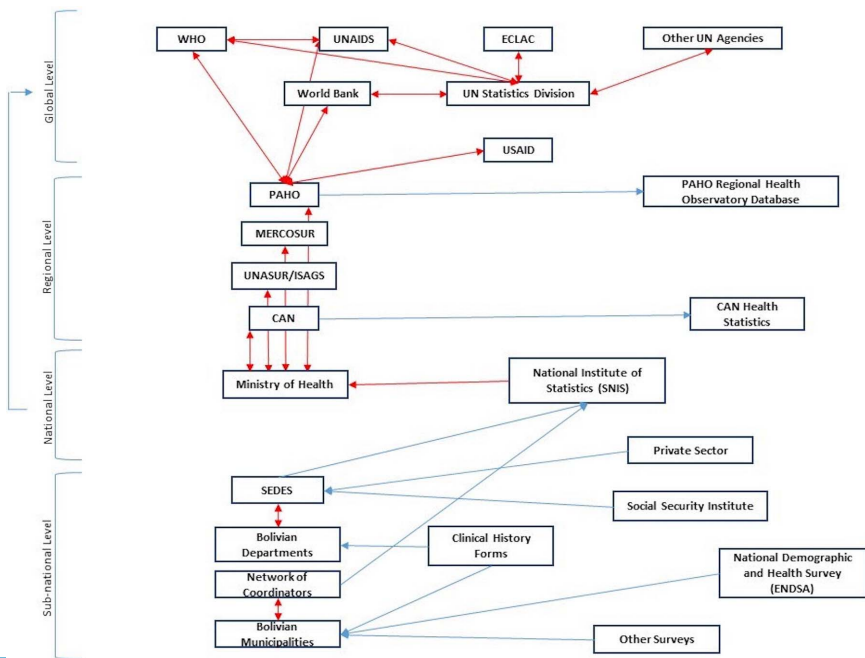 Global Level
WHO
UNAIDS
ECLAC
Other UN Agencies
World Bank
UN Statistics Division
USAID
Regional Level
PAHO
PAHO Regional Health
Observatory Database
MERCOSUR
UNASUR/ISAGS
CAN
CAN Health
Statistics
National Level
Ministry of Health
National Institute of
Statistics (SNIS)
Sub-national Level
Private Sector
SEDES
Social Security Institute
Bolivian
Departments
Clinical History
Forms
Network of
Coordinators
National Demographic
and Health Survey
(ENDSA)
Bolivian
Municipalities
Other Surveys